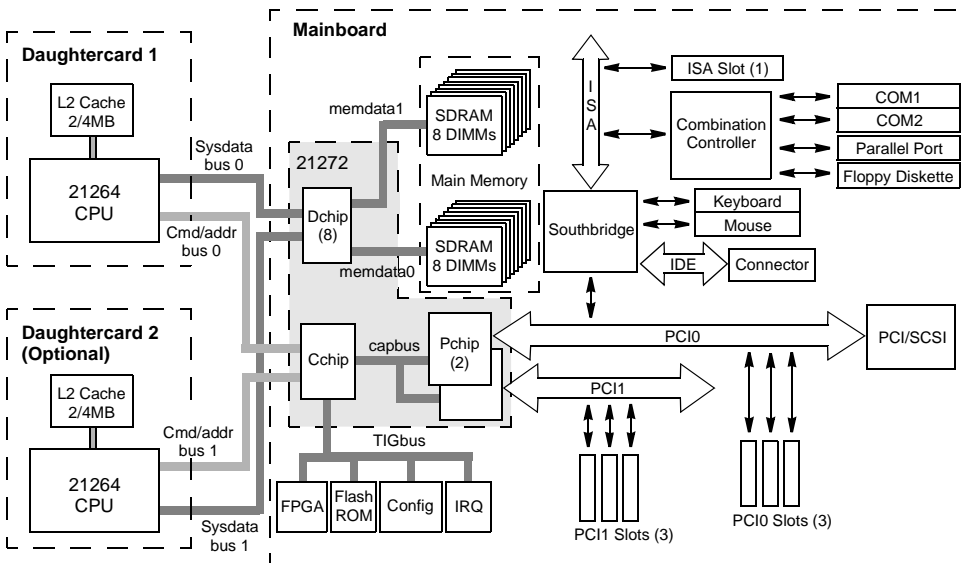 Mainboard
Daughtercard 1
L2 Cache
2/4MB
21264
CPU
Sysdata
bus 0
Cmd/addr
bus 0
memdata1
SDRAM
8 DIMMs
Main Memory
SDRAM
8 DIMMs
memdata0
21272
Dchip
(8)
ISA
ISA Slot (1)
Combination
Controller
COM1
COM2
Parallel Port
Floppy Diskette
Southbridge
Keyboard
Mouse
IDE
Connector
Daughtercard 2
(Optional)
L2 Cache
2/4MB
21264
CPU
Cmd/addr
bus 1
Sysdata
bus 1
Cchip
capbus
Pchip
(2)
PCI0
PCI/SCSI
PCI1
TIGbus
FPGA
Flash
ROM
Config
IRQ
PCI1 Slots (3)
PCI0 Slots (3)